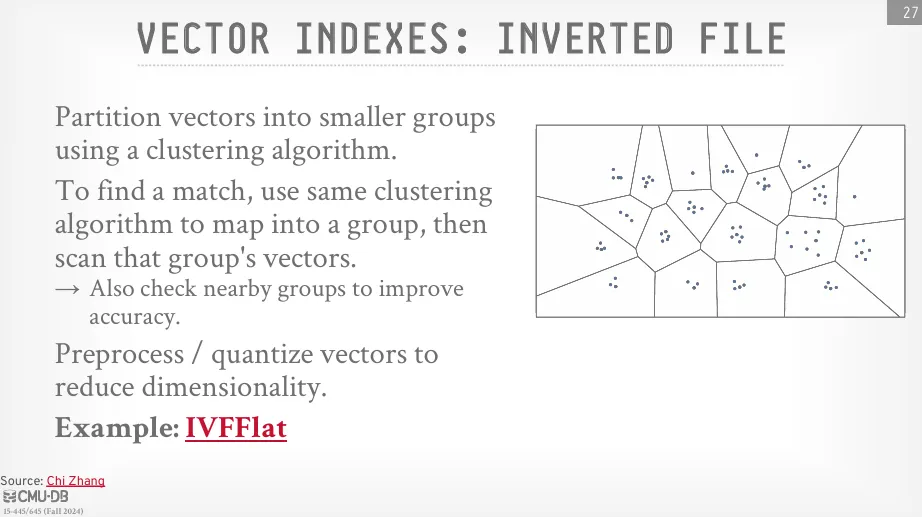 27
VECTOR INDEXES: INVERTED FILE
Partition vectors into smaller groups
using a clustering algorithm.
To find a match, use same clustering
algorithm to map into a group, then
scan that group's vectors.
→ Also check nearby groups to improve
accuracy.
Preprocess / quantize vectors to
reduce dimensionality.
Example: IVFFlat
Source: Chi Zhang
CMU·DB
15-445/645 (Fall 2024)